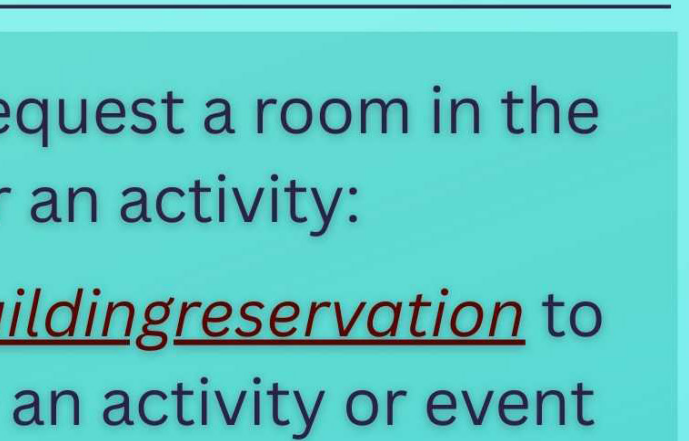 equest a room in the
r an activity:
ildingreservation to
an activity or event